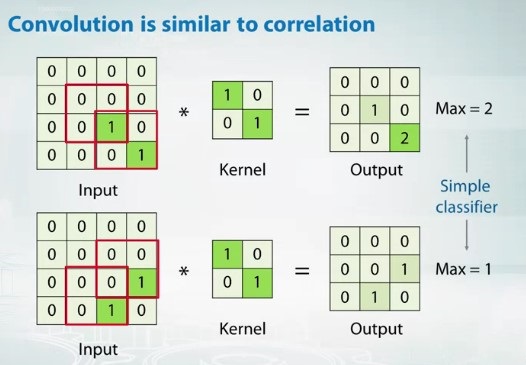 Convolution is similar to correlation
0 0 0 0
0 0 0 0
0 0 1 0
0 0 0 1
Input
*
1 0
0 1
Kernel
=
0 0 0
0 1 0
0 0 2
Output
Max = 2
Simple
classifier
0 0 0 0
0 0 0 0
0 0 0 1
0 0 1 0
Input
*
1 0
0 1
Kernel
=
0 0 0
0 0 1
0 1 0
Output
Max = 1